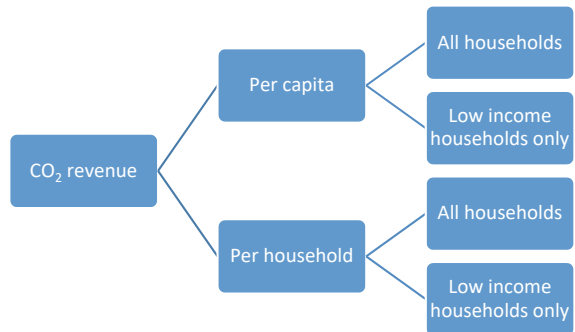 CO₂ revenue
Per capita
All households
Low income
households only
Per household
All households
Low income
households only